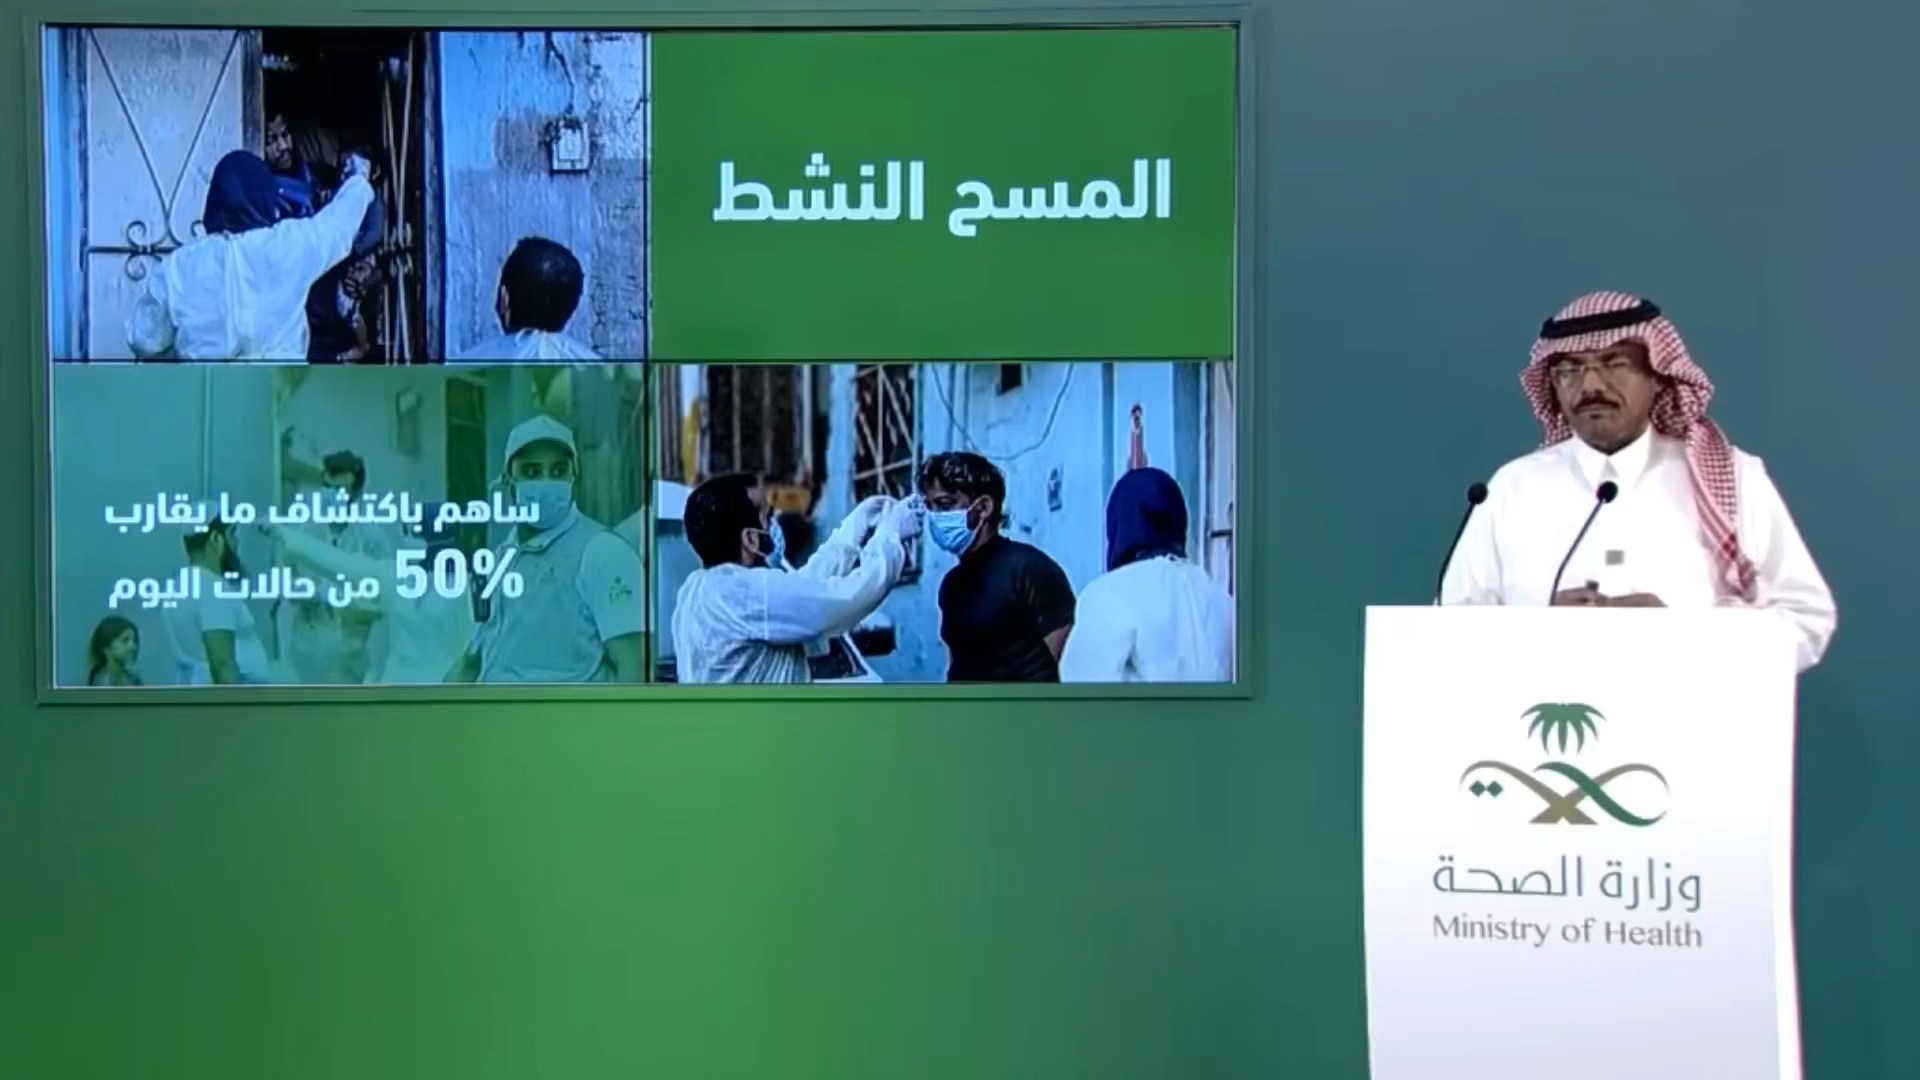 المسح النشط
ساهم باكتشاف ما يقارب
50% من حالات اليوم
وزارة الصحة
Ministry of Health